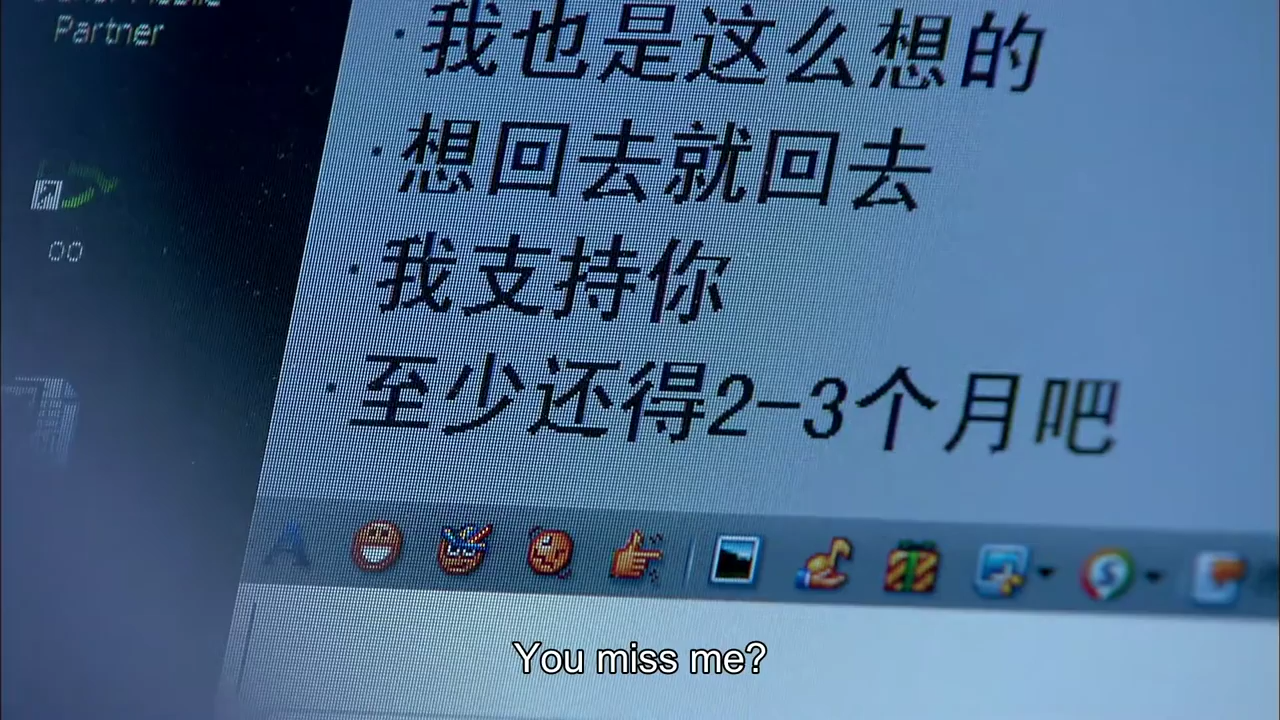 Partner
·我也是这么想的
·想回去就回去
·我支持你
·至少还得2-3个月吧
A
You miss me?